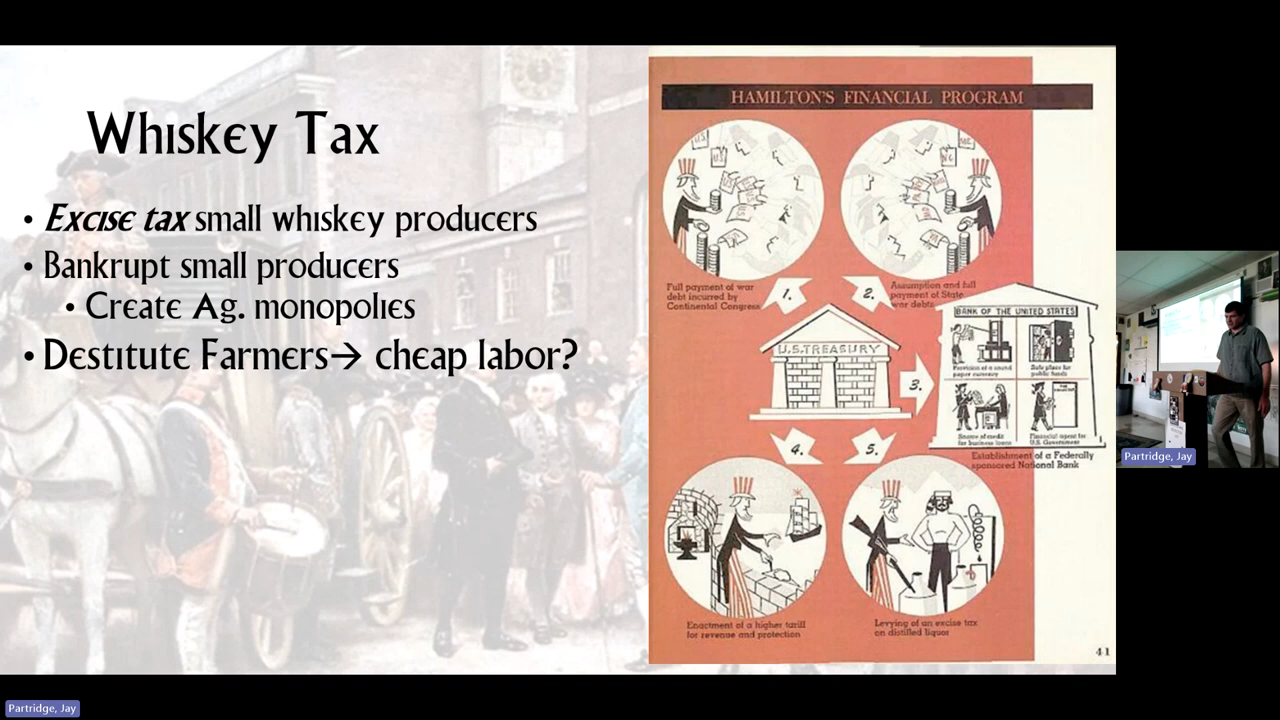 Whiskey Tax
• Excise tax small whiskey producers
• Bankrupt small producers
• Create Ag. monopolies
• Destitute Farmers→ cheap labor?
HAMILTON'S FINANCIAL PROGRAM
Full payment of war
debt incurred by
Continental Congress
1.
2.
Assumption and full
payment of State
war debts
U.S. TREASURY
3.
BANK OF THE UNITED STATES
Provision of a sound
paper currency
Safe place for
public funds
Source of credit
for business loans
Financial agent for
U.S. Government
Establishment of a Federally
sponsored National Bank
4.
5.
Enactment of a higher tariff
for revenue and protection
Levying of an excise tax
on distilled liquor
41
Partridge, Jay
Partridge, Jay